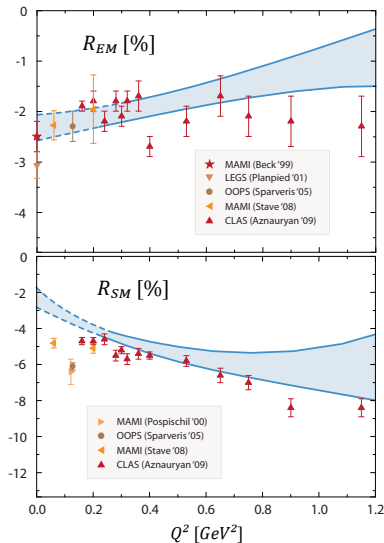 0
R_EM [%]
-1
-2
-3
-4
MAMI (Beck '99)
LEGS (Planpied '01)
OOPS (Sparveris '05)
MAMI (Stave '08)
CLAS (Aznauryan '09)
0
R_SM [%]
-2
-4
-6
-8
-10
-12
MAMI (Pospischil '00)
OOPS (Sparveris '05)
MAMI (Stave '08)
CLAS (Aznauryan '09)
0.0 0.2 0.4 0.6 0.8 1.0 1.2
Q² [GeV²]